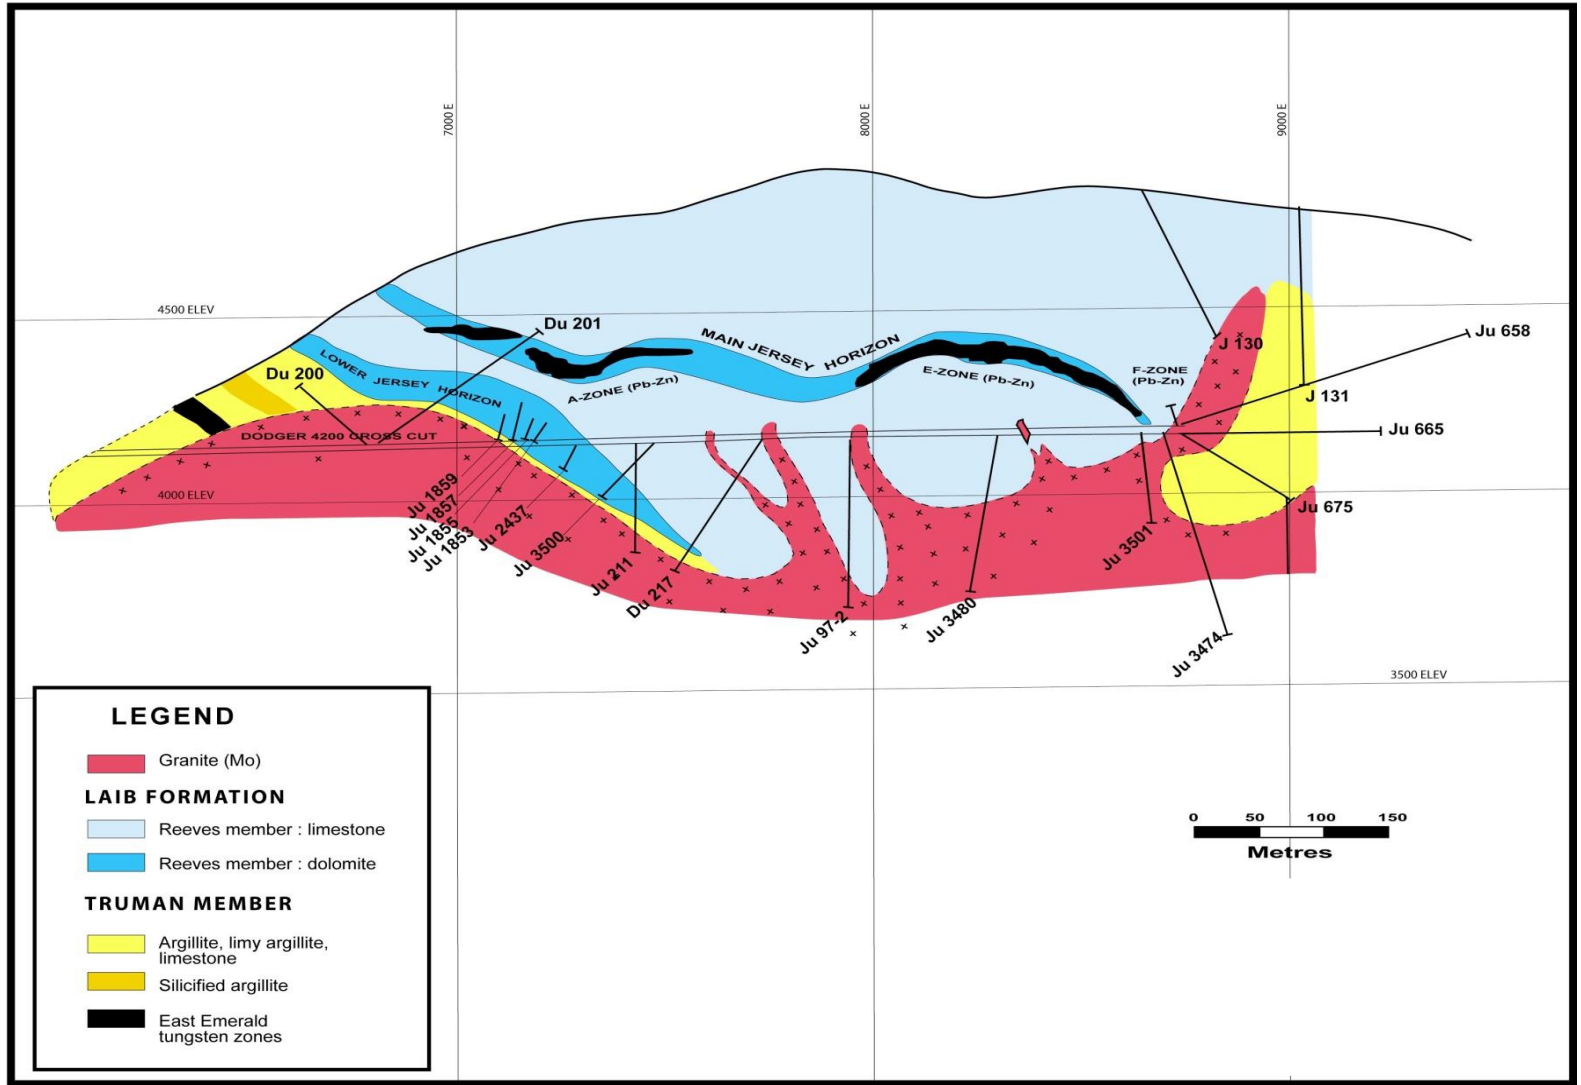 7000 E
8000 E
9000 E
4500 ELEV
Du 201
MAIN JERSEY HORIZON
J 130
Ju 658
LOWER JERSEY HORIZON
Du 200
A-ZONE (Pb-Zn)
E-ZONE (Pb-Zn)
F-ZONE
(Pb-Zn)
J 131
DODGER 4200 CROSS CUT
Ju 665
4000 ELEV
Ju 1859
Ju 1857
Ju 1855
Ju 1853
Ju 2437
Ju 3500
Ju 211
Du 217
Ju 97-2
Ju 3480
Ju 3501
Ju 3474
Ju 675
3500 ELEV
LEGEND
Granite (Mo)
LAIB FORMATION
Reeves member : limestone
Reeves member : dolomite
TRUMAN MEMBER
Argillite, limy argillite,
limestone
Silicified argillite
East Emerald
tungsten zones
0 50 100 150
Metres